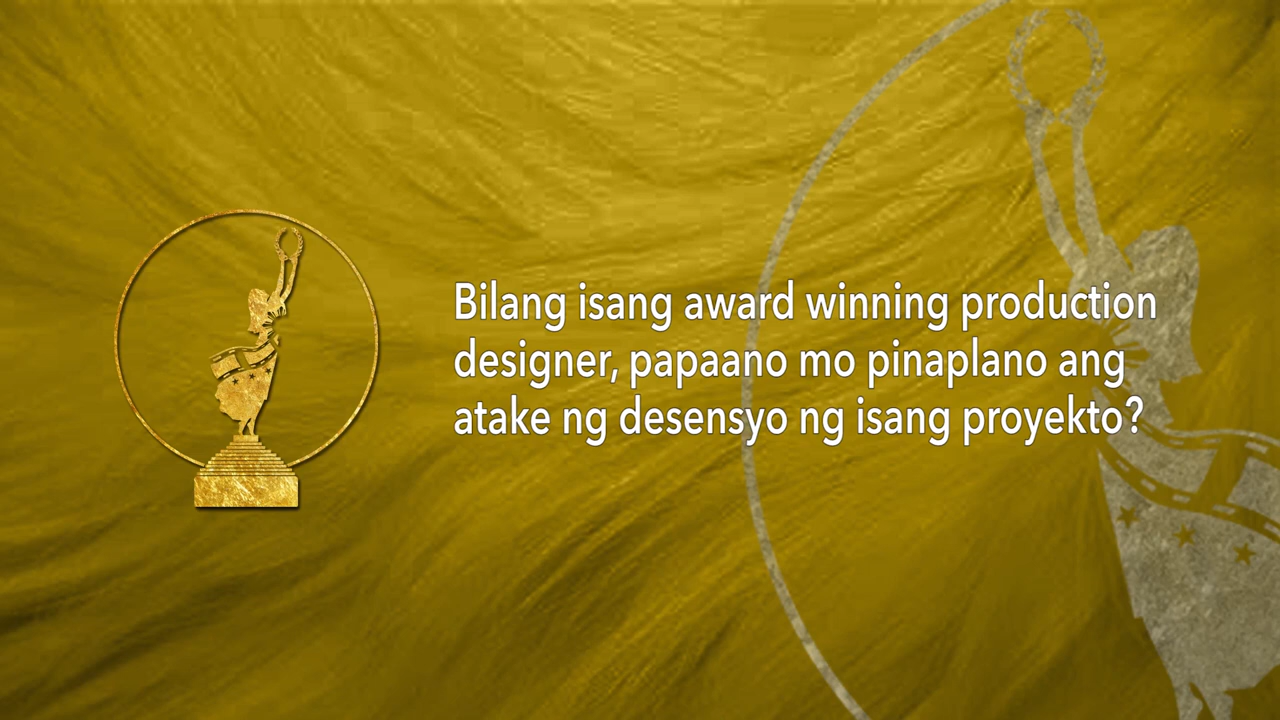 Bilang isang award winning production
designer, papaano mo pinaplano ang
atake ng desensyo ng isang proyekto?